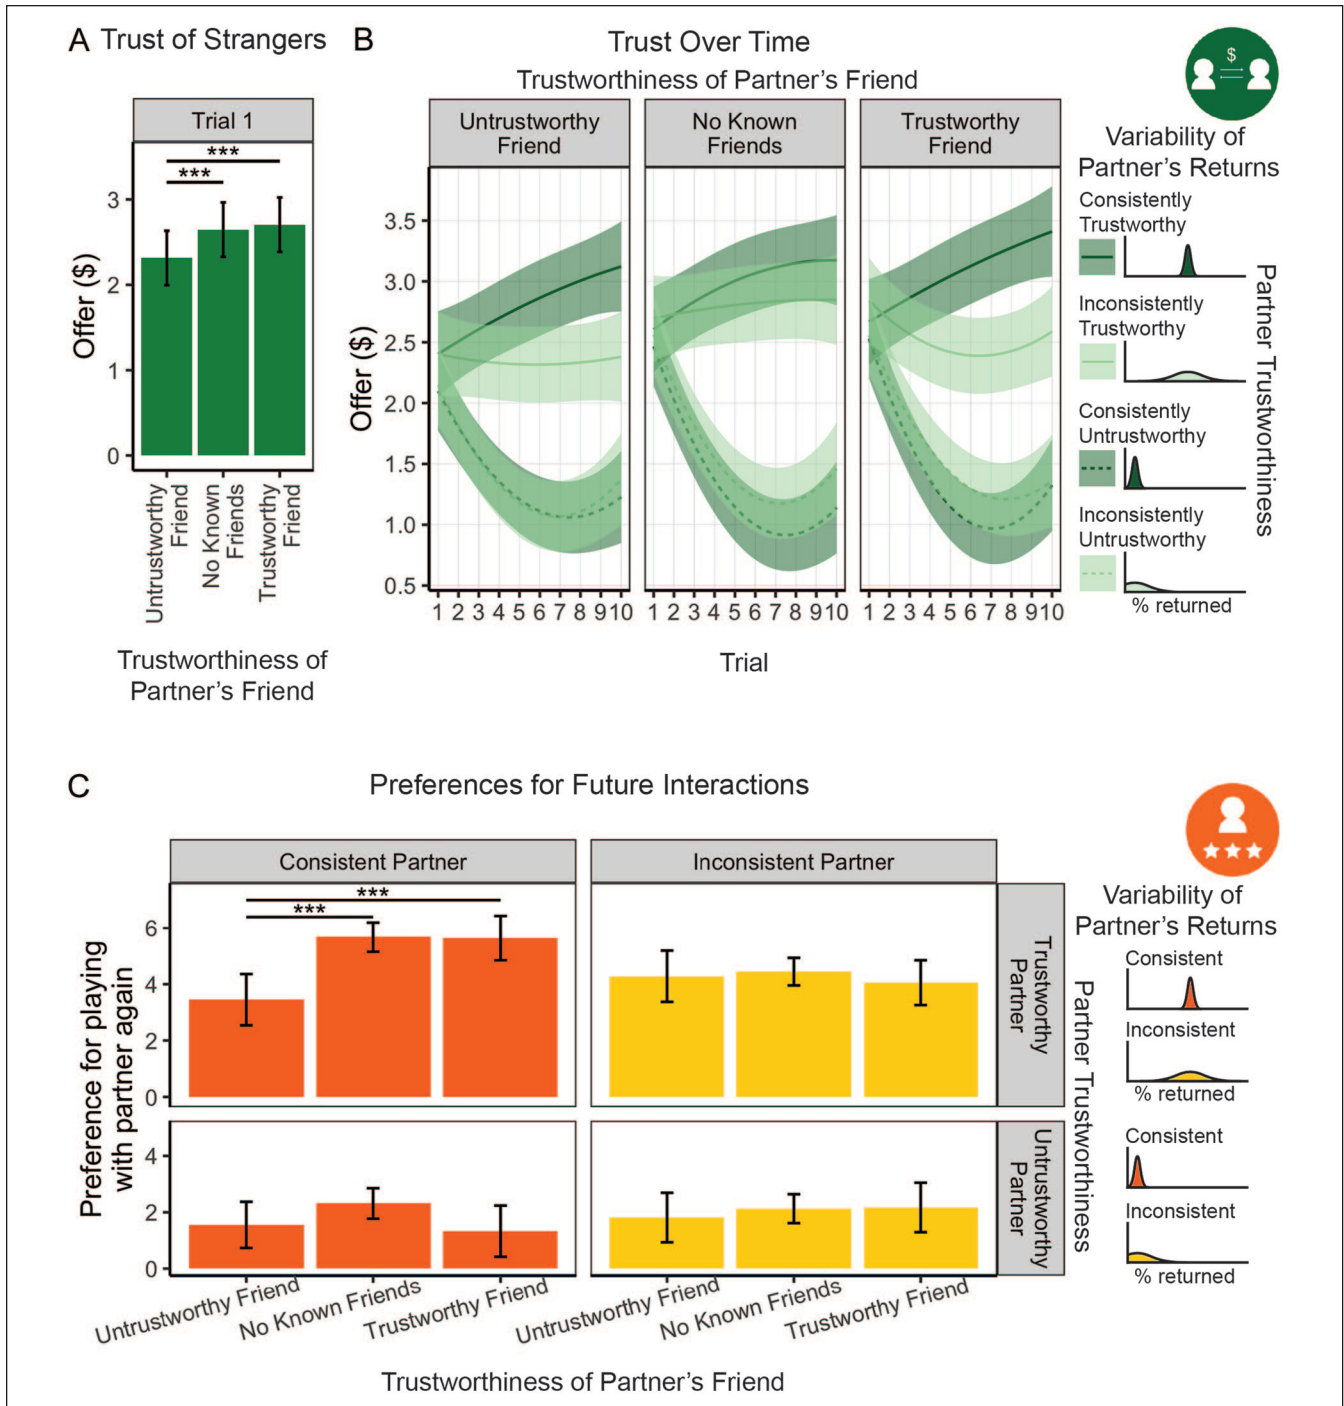 A Trust of Strangers
Trial 1
***
***
3
2
1
0
Offer ($)
Untrustworthy
Friend
No Known
Friends
Trustworthy
Friend
Trustworthiness of
Partner's Friend
B
Trust Over Time
Trustworthiness of Partner's Friend
Untrustworthy
Friend
No Known
Friends
Trustworthy
Friend
3.5
3.0
2.5
2.0
1.5
1.0
0.5
Offer ($)
1 2 3 4 5 6 7 8 9 10
1 2 3 4 5 6 7 8 9 10
1 2 3 4 5 6 7 8 9 10
Trial
$
Variability of
Partner's Returns
Consistently
Trustworthy
Inconsistently
Trustworthy
Consistently
Untrustworthy
Inconsistently
Untrustworthy
% returned
Partner Trustworthiness
C
Preferences for Future Interactions
Consistent Partner
Inconsistent Partner
***
***
6
4
2
0
4
2
0
Preference for playing
with partner again
Trustworthy
Partner
Untrustworthy
Partner
Partner Trustworthiness
Untrustworthy Friend
No Known Friends
Trustworthy Friend
Untrustworthy Friend
No Known Friends
Trustworthy Friend
Trustworthiness of Partner's Friend
Variability of
Partner's Returns
Consistent
Inconsistent
% returned
Consistent
Inconsistent
% returned